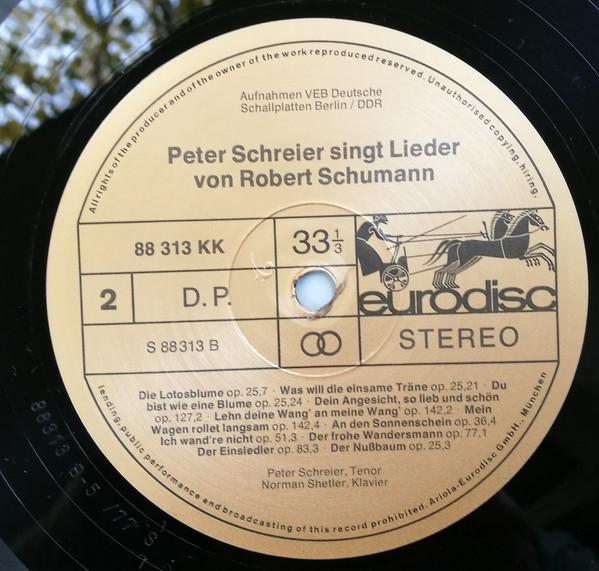 All rights of the producer and of the owner of the work reproduced reserved. Unauthorised copying, hiring,
Aufnahmen VEB Deutsche
Schallplatten Berlin / DDR
Peter Schreier singt Lieder
von Robert Schumann
88 313 KK
33 1/3
eurodisc
2
D.P.
S 88313 B
STEREO
Die Lotosblume op. 25,7 · Was will die einsame Träne op. 25,21 · Du
bist wie eine Blume op. 25,24 · Dein Angesicht, so lieb und schön
op. 127,2 · Lehn deine Wang' an meine Wang' op. 142,2 · Mein
Wagen rollet langsam op. 142,4 · An den Sonnenschein op. 36,4
Ich wand're nicht op. 51,3 · Der frohe Wandersmann op. 77,1
Der Einsiedler op. 83,3 · Der Nußbaum op. 25,3
Peter Schreier, Tenor
Norman Shetler, Klavier
lending, public performance and broadcasting of this record prohibited. Ariola-Eurodisc GmbH., München
88313 B-5 /77 S